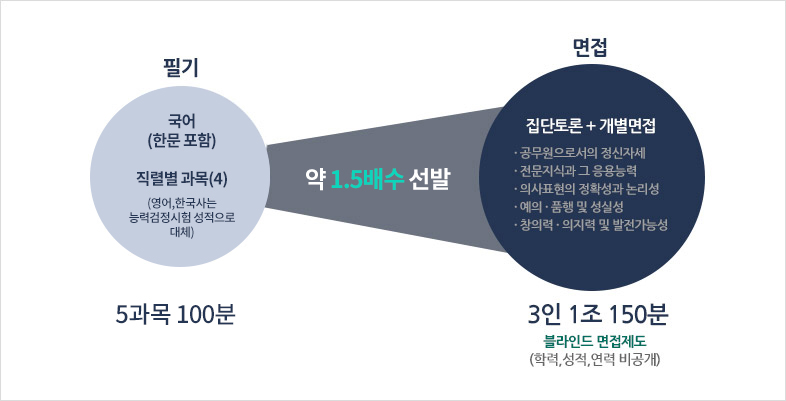 필기
국어
(한문 포함)
직렬별 과목(4)
(영어,한국사는
능력검정시험 성적으로
대체)
5과목 100분
약 1.5배수 선발
면접
집단토론 + 개별면접
· 공무원으로서의 정신자세
· 전문지식과 그 응용능력
· 의사표현의 정확성과 논리성
· 예의 · 품행 및 성실성
· 창의력 · 의지력 및 발전가능성
3인 1조 150분
블라인드 면접제도
(학력,성적,연력 비공개)